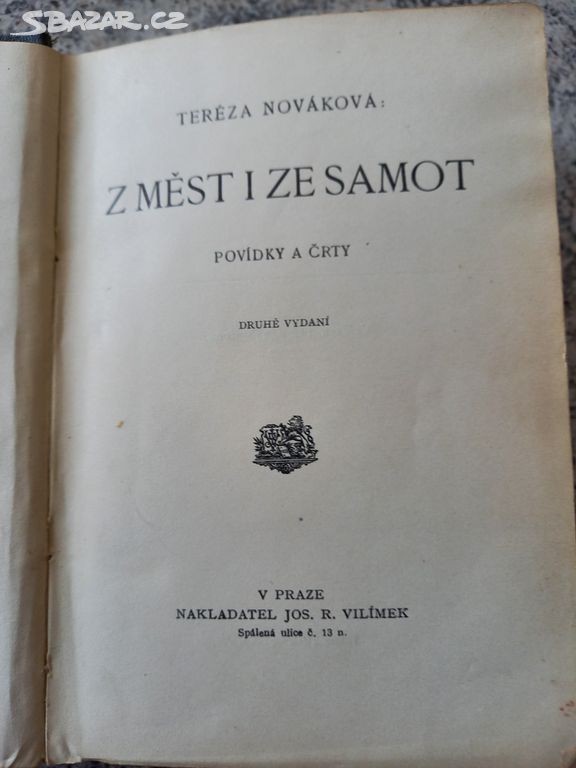 SBAZAR.CZ
TERÉZA NOVÁKOVÁ:
Z MĚST I ZE SAMOT
POVÍDKY A ČRTY
DRUHÉ VYDANÍ
V PRAZE
NAKLADATEL JOS. R. VILÍMEK
Spálená ulice č. 13 n.